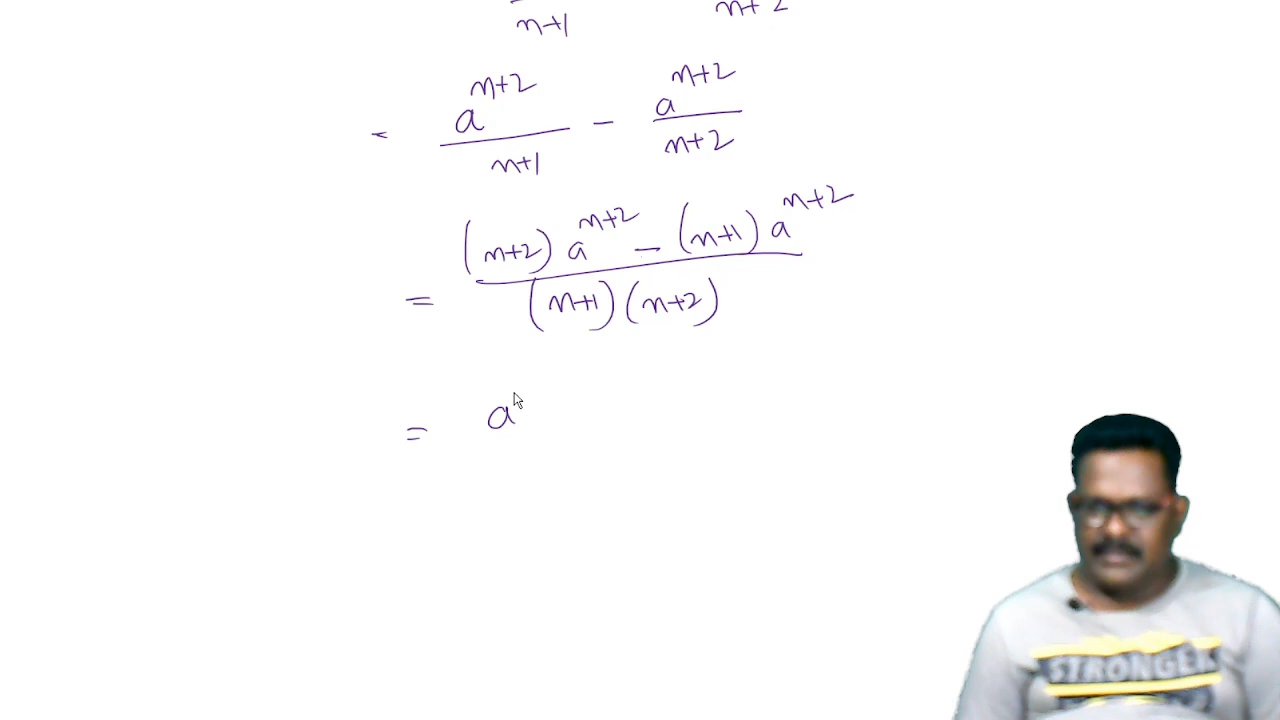 n+1 n+2
= a^{n+2}/n+1 - a^{n+2}/n+2
= (n+2) a^{n+2} - (n+1) a^{n+2} / (n+1) (n+2)
= a
STRONGER